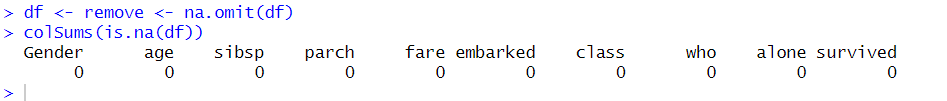 > df <- remove <- na.omit(df)
> colSums(is.na(df))
Gender age sibsp parch fare embarked class who alone survived
0 0 0 0 0 0 0 0 0 0
>